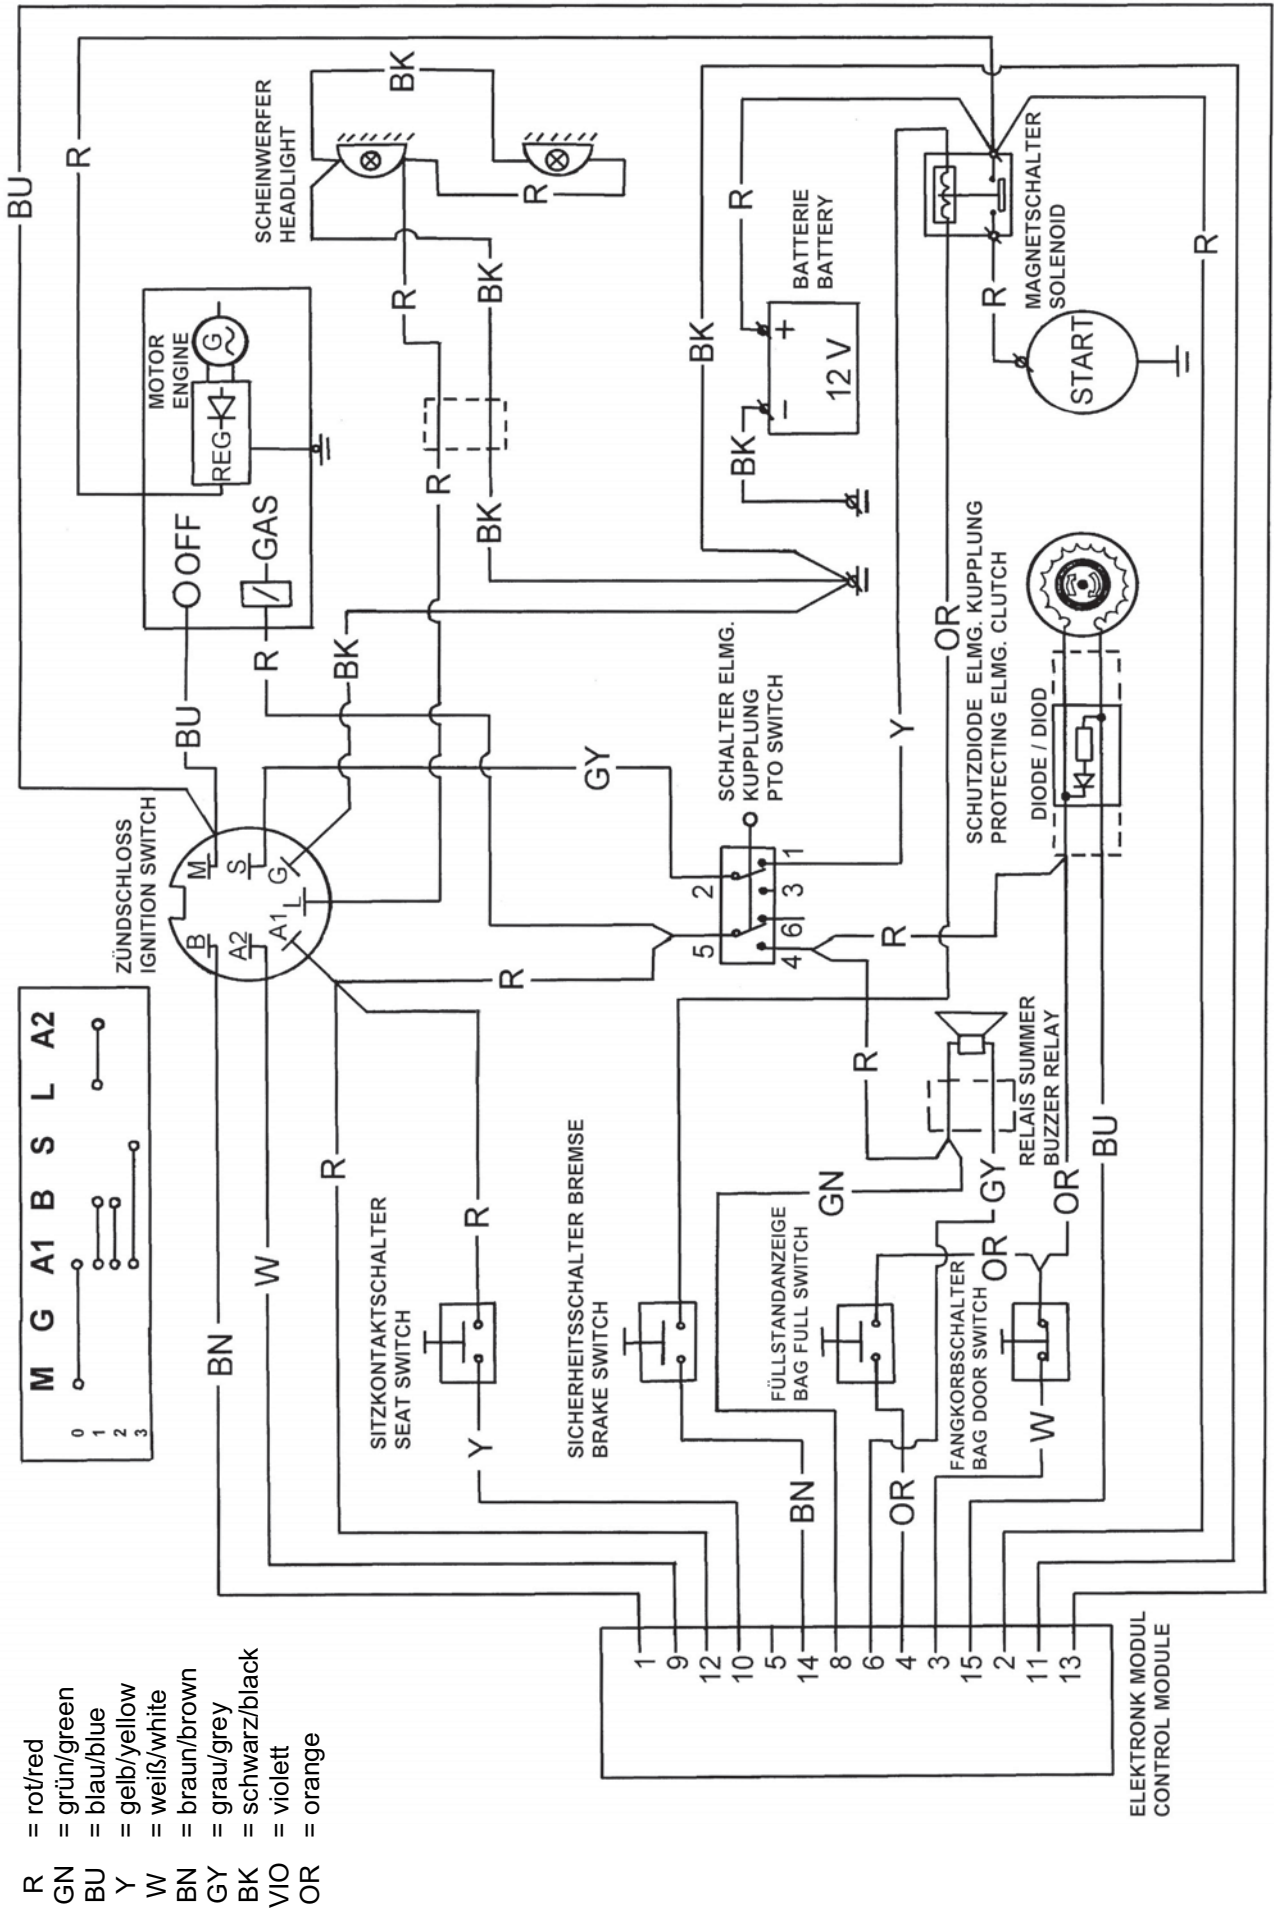 R = rot/red
GN = grün/green
BU = blau/blue
Y = gelb/yellow
W = weiß/white
BN = braun/brown
GY = grau/grey
BK = schwarz/black
VIO = violett
OR = orange
M G A1 B S L A2
0
1
2
3
ZÜNDSCHLOSS
IGNITION SWITCH
B
M
A2
S
A1
G
L
MOTOR
ENGINE
OFF
GAS
REG
G
SCHEINWERFER
HEADLIGHT
BU
R
BU
R
BK
R
R
BK
R
BK
BK
GY
BN
W
R
R
SITZKONTAKTSCHALTER
SEAT SWITCH
R
Y
SICHERHEITSSCHALTER BREMSE
BRAKE SWITCH
BN
SCHALTER ELMG.
KUPPLUNG
PTO SWITCH
2
5
1
3
6
4
BATTERIE
BATTERY
12 V
+
−
BK
BK
R
Y
OR
MAGNETSCHALTER
SOLENOID
R
START
R
SCHUTZDIODE ELMG. KUPPLUNG
PROTECTING ELMG. CLUTCH
DIODE / DIOD
R
R
RELAIS SUMMER
BUZZER RELAY
GN
GY
OR
BU
FÜLLSTANDANZEIGE
BAG FULL SWITCH
OR
OR
FANGKORBSCHALTER
BAG DOOR SWITCH
W
1
9
12
10
5
14
8
6
4
3
15
2
11
13
ELEKTRONK MODUL
CONTROL MODULE